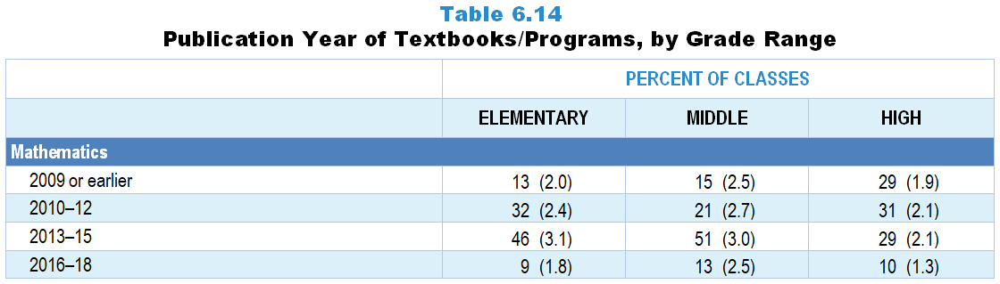 Table 6.14
Publication Year of Textbooks/Programs, by Grade Range
PERCENT OF CLASSES
ELEMENTARY MIDDLE HIGH
Mathematics
2009 or earlier 13 (2.0) 15 (2.5) 29 (1.9)
2010–12 32 (2.4) 21 (2.7) 31 (2.1)
2013–15 46 (3.1) 51 (3.0) 29 (2.1)
2016–18 9 (1.8) 13 (2.5) 10 (1.3)